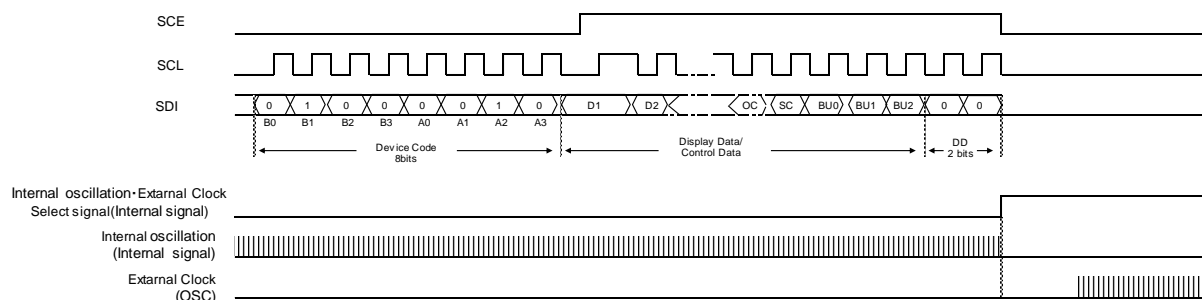 SCE
SCL
SDI
0 1 0 0 0 0 1 0 D1 D2 OC SC BU0 BU1 BU2 0 0
B0 B1 B2 B3 A0 A1 A2 A3
Device Code
8bits
Display Data/
Control Data
DD
2 bits
Internal oscillation・Extarnal Clock
Select signal(Internal signal)
Internal oscillation
(Internal signal)
Extarnal Clock
(OSC)